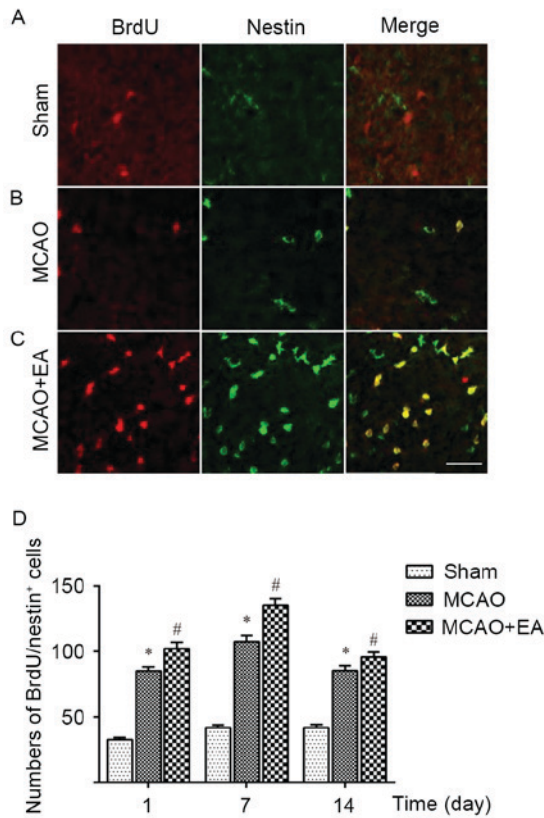 A
BrdU Nestin Merge
Sham
B
MCAO
C
MCAO+EA
D
Numbers of BrdU/nestin⁺ cells
150
100
50
* # * # * #
1 7 14 Time (day)
Sham
MCAO
MCAO+EA